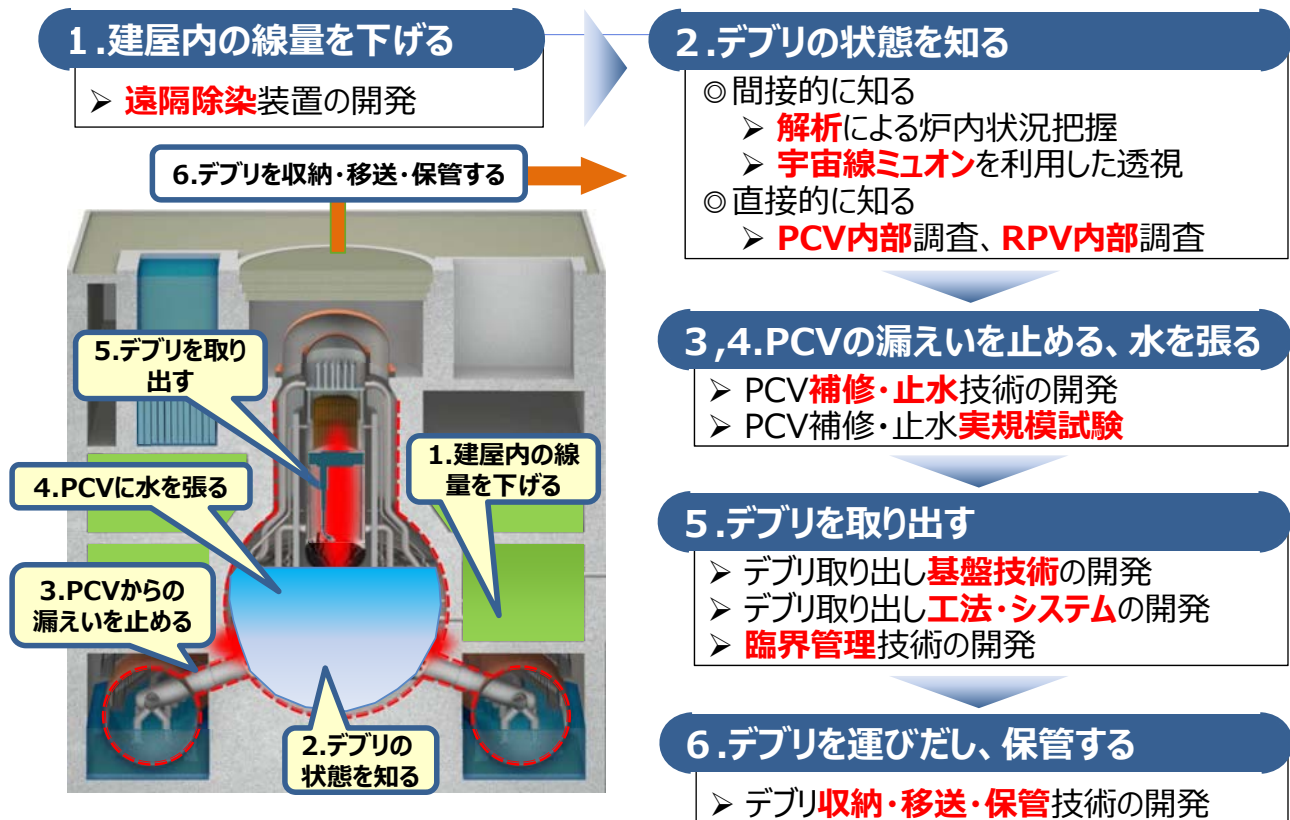 1.建屋内の線量を下げる
➢ 遠隔除染装置の開発
2.デブリの状態を知る
◎間接的に知る
➢ 解析による炉内状況把握
➢ 宇宙線ミュオンを利用した透視
◎直接的に知る
➢ PCV内部調査、RPV内部調査
3,4.PCVの漏えいを止める、水を張る
➢ PCV補修・止水技術の開発
➢ PCV補修・止水実規模試験
5.デブリを取り出す
➢ デブリ取り出し基盤技術の開発
➢ デブリ取り出し工法・システムの開発
➢ 臨界管理技術の開発
6.デブリを運びだし、保管する
➢ デブリ収納・移送・保管技術の開発
6.デブリを収納・移送・保管する
5.デブリを取り
出す
4.PCVに水を張る
1.建屋内の線
量を下げる
3.PCVからの
漏えいを止める
2.デブリの
状態を知る